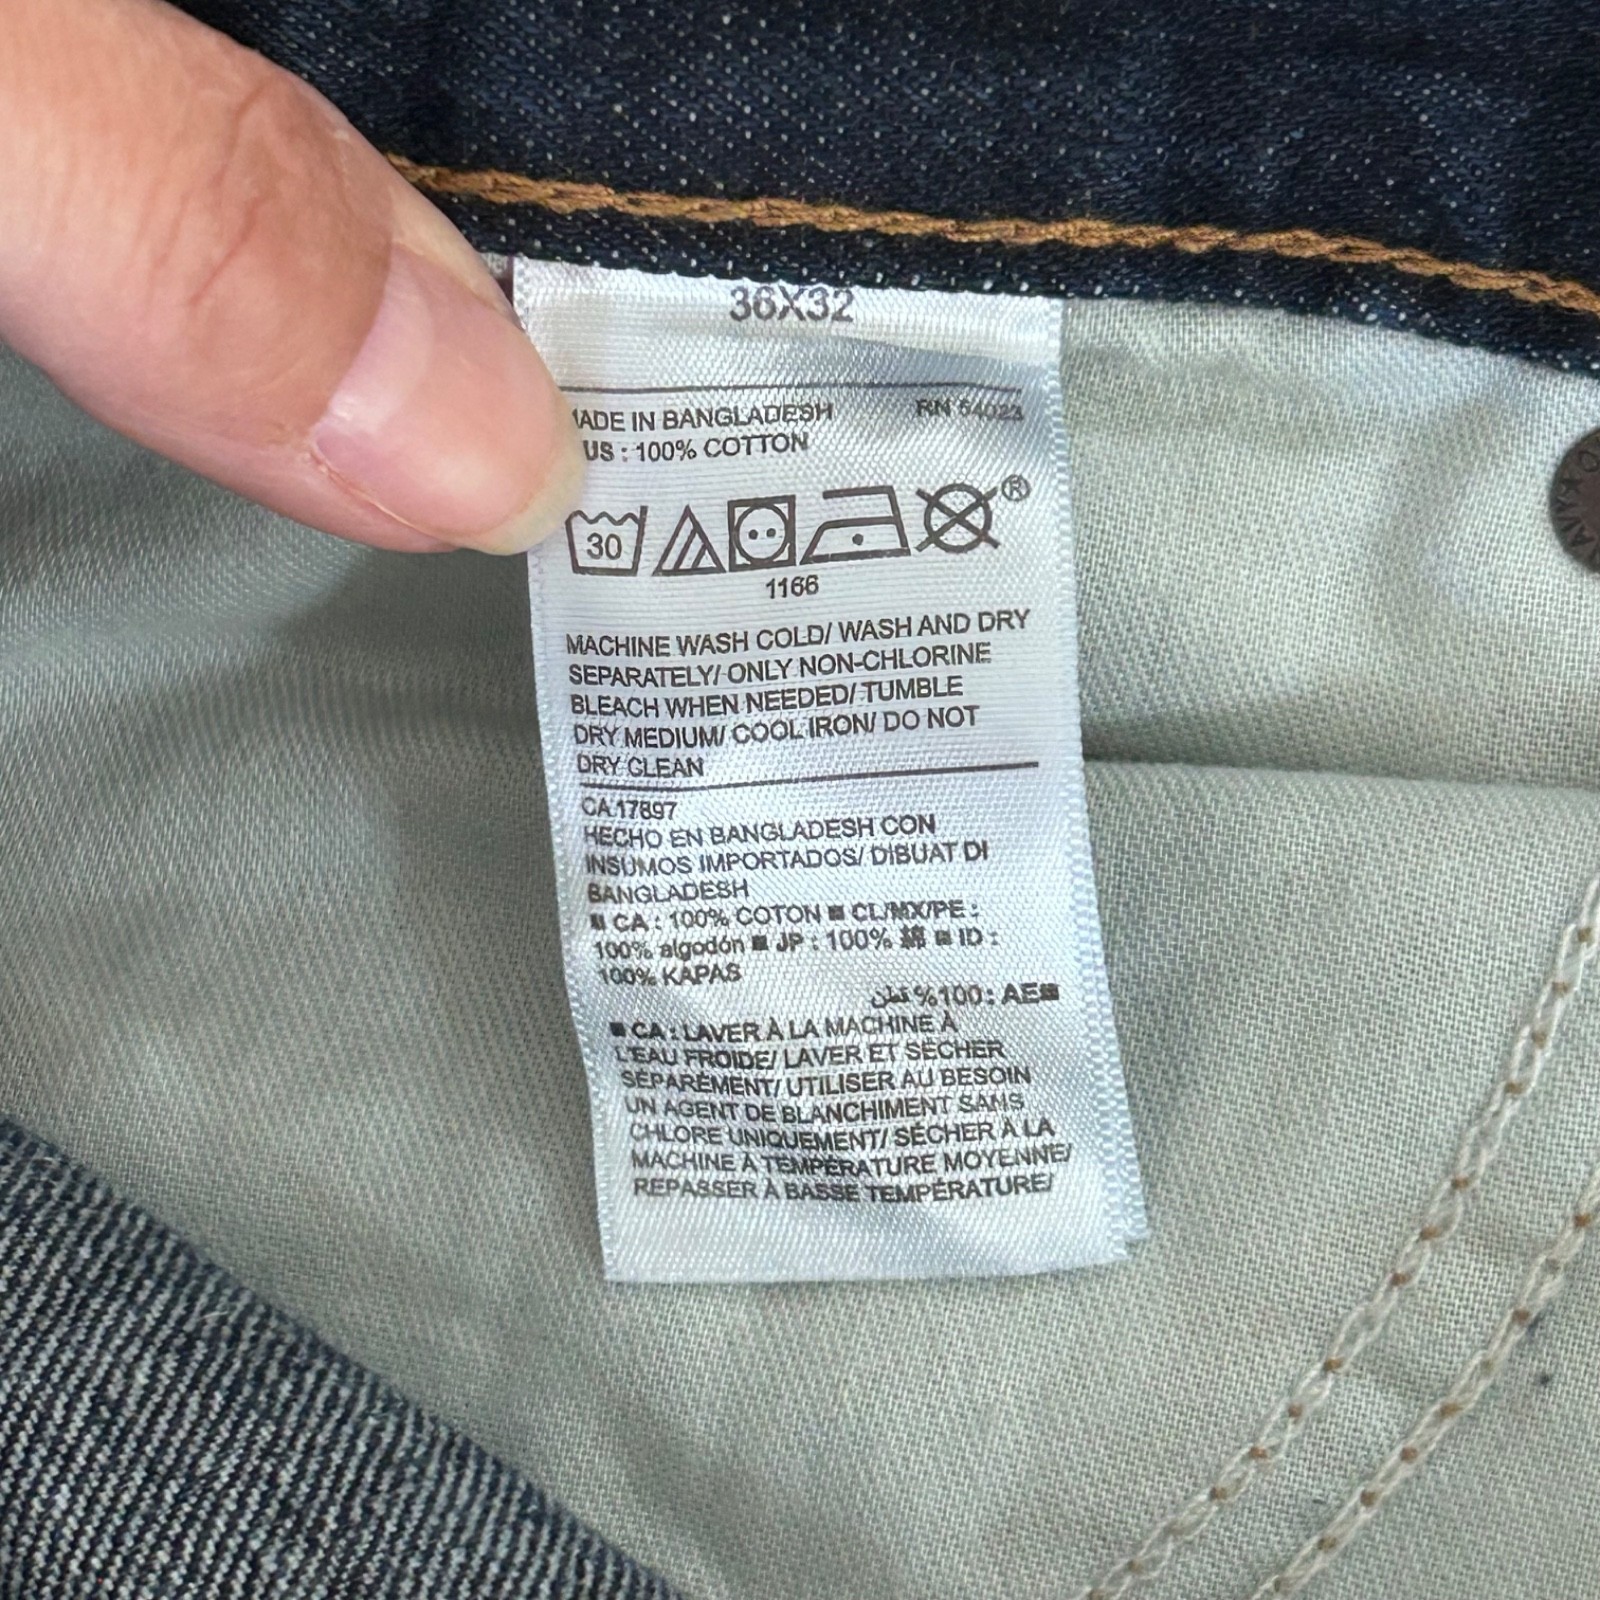 36X32
MADE IN BANGLADESH RN 54023
US : 100% COTTON
30
®
1166
MACHINE WASH COLD/ WASH AND DRY
SEPARATELY/ ONLY NON-CHLORINE
BLEACH WHEN NEEDED/ TUMBLE
DRY MEDIUM/ COOL IRON/ DO NOT
DRY CLEAN
CA 17897
HECHO EN BANGLADESH CON
INSUMOS IMPORTADOS/ DIBUAT DI
BANGLADESH
■ CA : 100% COTON ■ CL/MX/PE :
100% algodón ■ JP : 100% 綿 ■ ID :
100% KAPAS
■AE : 100% قطن
■ CA : LAVER À LA MACHINE À
L'EAU FROIDE/ LAVER ET SÉCHER
SÉPARÉMENT/ UTILISER AU BESOIN
UN AGENT DE BLANCHIMENT SANS
CHLORE UNIQUEMENT/ SÉCHER À LA
MACHINE À TEMPÉRATURE MOYENNE/
REPASSER À BASSE TEMPÉRATURE/